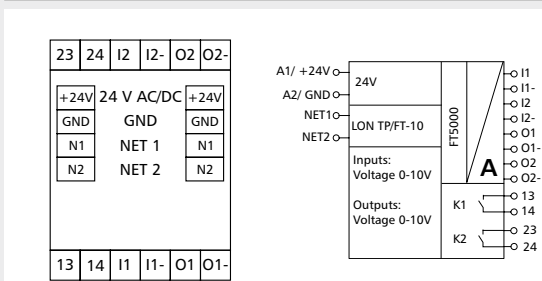 23 24 I2 I2- O2 O2-
+24V 24 V AC/DC +24V
GND GND GND
N1 NET 1 N1
N2 NET 2 N2
13 14 I1 I1- O1 O1-
A1/ +24V
A2/ GND
NET1
NET2
24V
LON TP/FT-10
Inputs:
Voltage 0-10V
Outputs:
Voltage 0-10V
FT5000
A
K1
K2
I1
I1-
I2
I2-
O1
O1-
O2
O2-
13
14
23
24